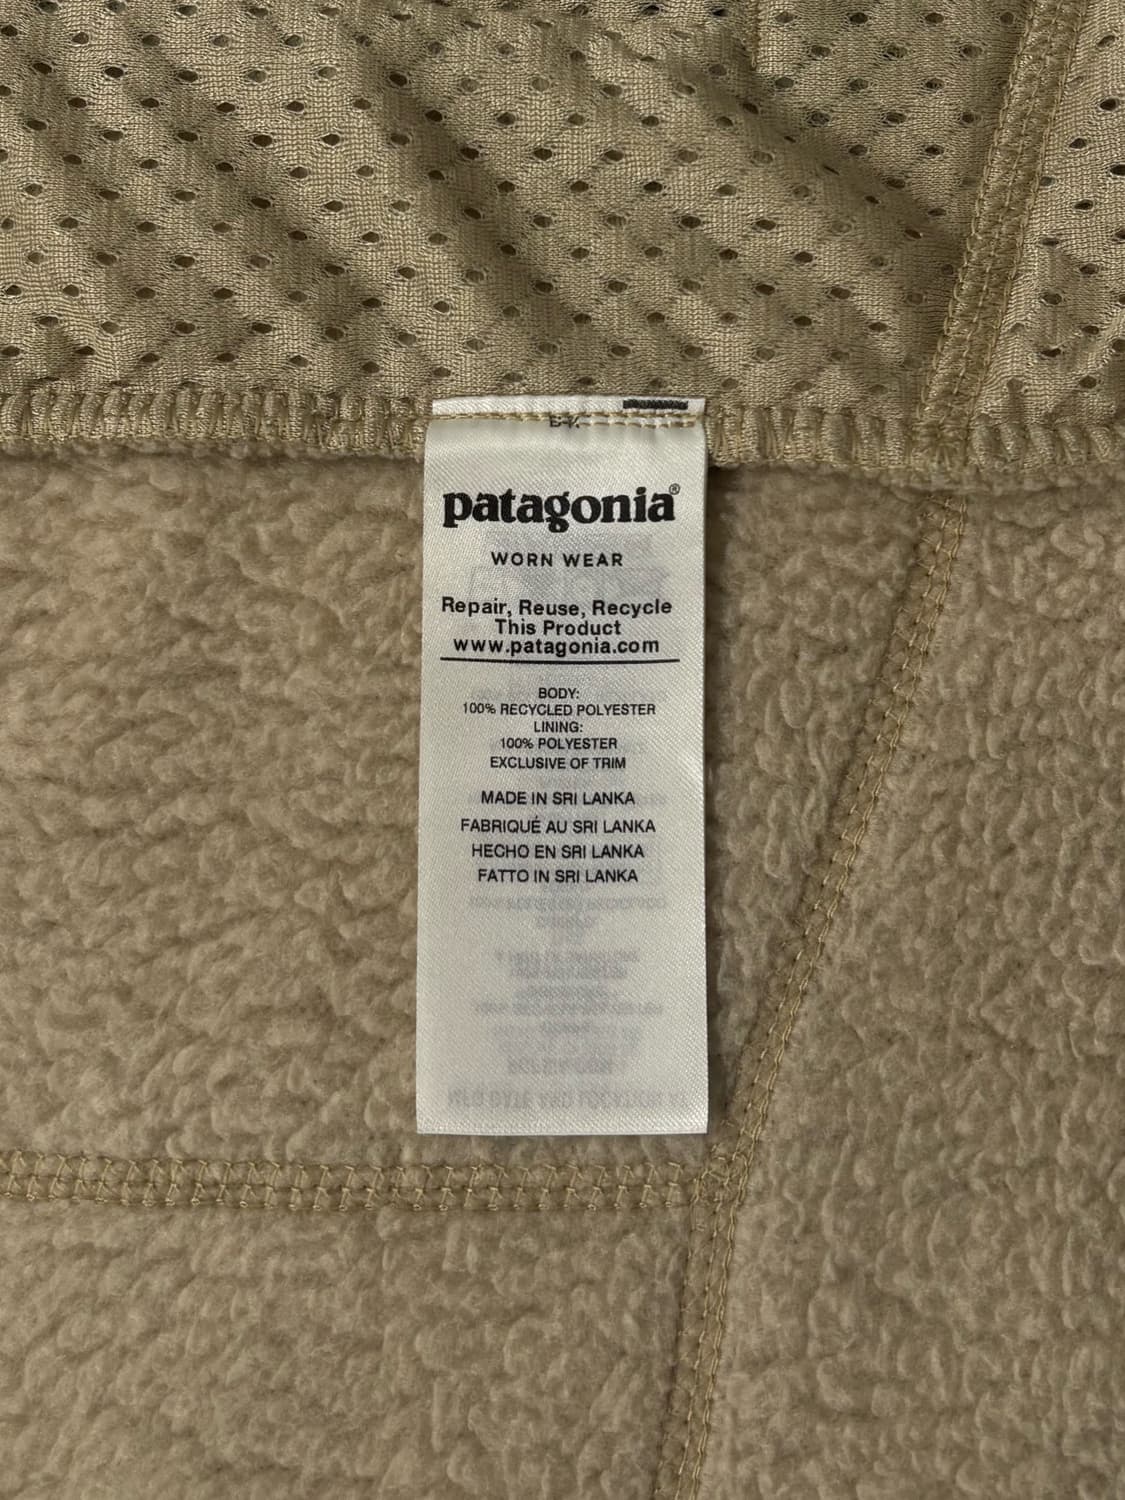 patagonia®
WORN WEAR
Repair, Reuse, Recycle
This Product
www.patagonia.com
BODY:
100% RECYCLED POLYESTER
LINING:
100% POLYESTER
EXCLUSIVE OF TRIM
MADE IN SRI LANKA
FABRIQUÉ AU SRI LANKA
HECHO EN SRI LANKA
FATTO IN SRI LANKA